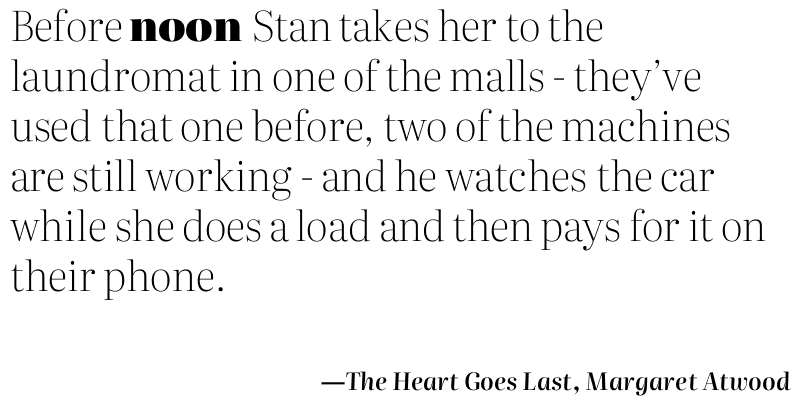 Before noon Stan takes her to the
laundromat in one of the malls - they’ve
used that one before, two of the machines
are still working - and he watches the car
while she does a load and then pays for it on
their phone.
—The Heart Goes Last, Margaret Atwood